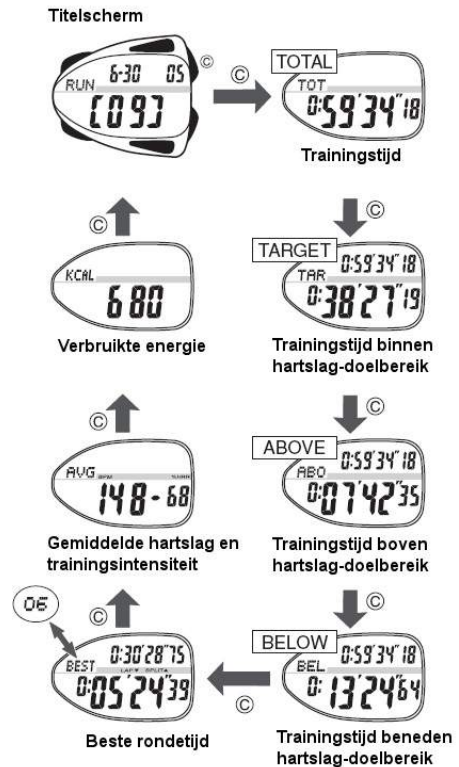 Titelscherm
RUN 6-30 05
[09]
©
©
TOTAL
TOT
0:59'34"18
Trainingstijd
©
TARGET
0:59'34"18
TAR
0:38'27"19
Trainingstijd binnen
hartslag-doelbereik
©
ABOVE
0:59'34"18
ABO
0:07'42"35
Trainingstijd boven
hartslag-doelbereik
©
BELOW
0:59'34"18
BEL
0:13'24"64
Trainingstijd beneden
hartslag-doelbereik
©
06
0:30'28"75
BEST LAP▼ SPLIT▲
0:05'24"39
Beste rondetijd
©
AVG BPM
148-68
Gemiddelde hartslag en
trainingsintensiteit
©
KCAL
680
Verbruikte energie
©